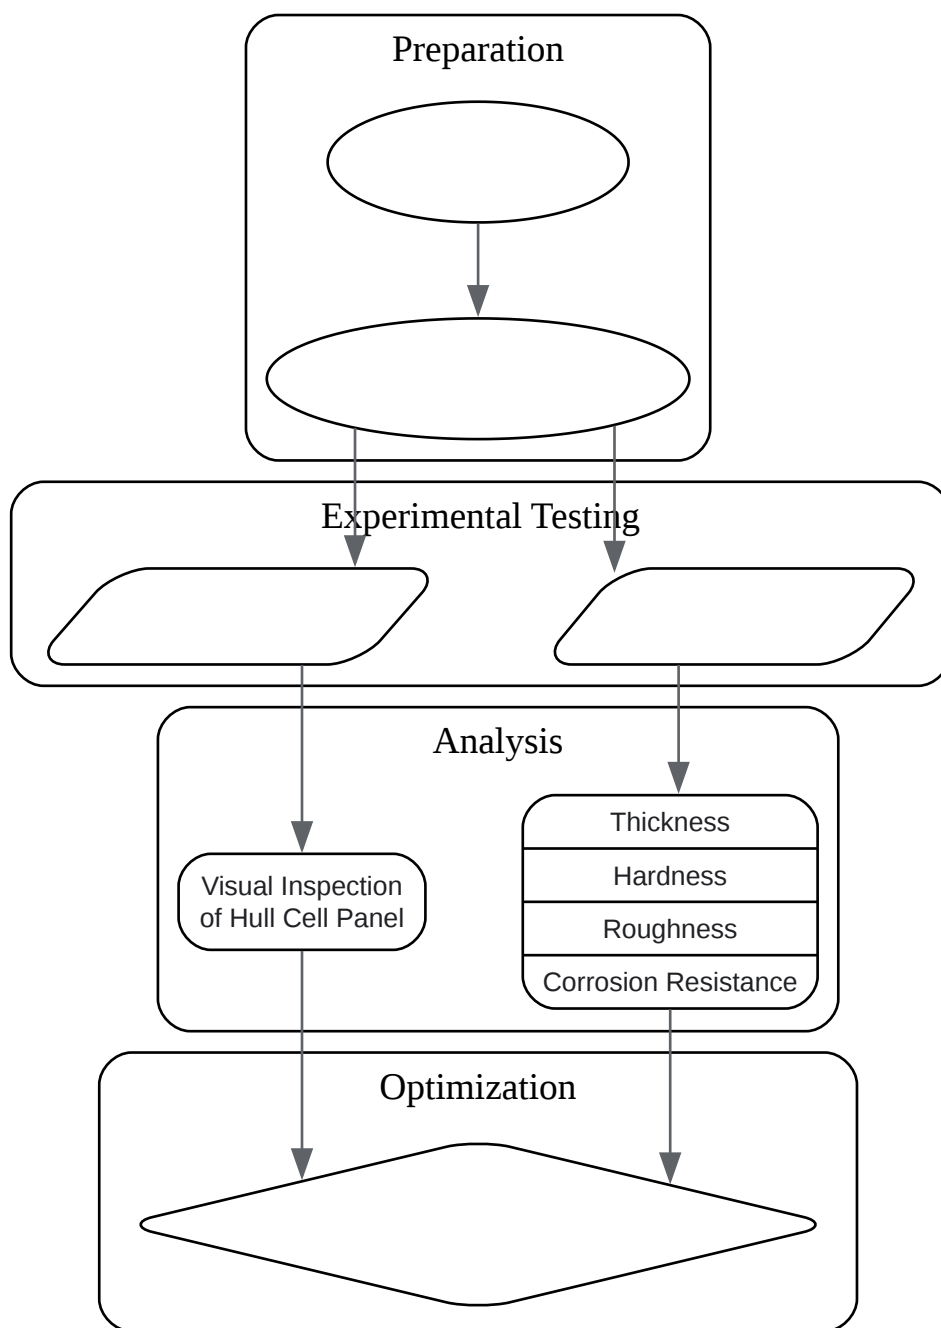 Preparation
Experimental Testing
Analysis
Visual Inspection
of Hull Cell Panel
Thickness
Hardness
Roughness
Corrosion Resistance
Optimization